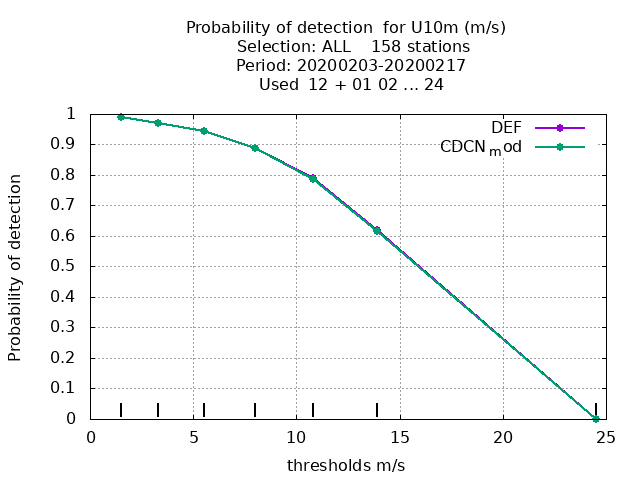 Probability of detection  for U10m (m/s)
Selection: ALL    158 stations
Period: 20200203-20200217
Used  12 + 01 02 ... 24
DEF
CDCNmod
Probability of detection
1
0.9
0.8
0.7
0.6
0.5
0.4
0.3
0.2
0.1
0
0 5 10 15 20 25
thresholds m/s